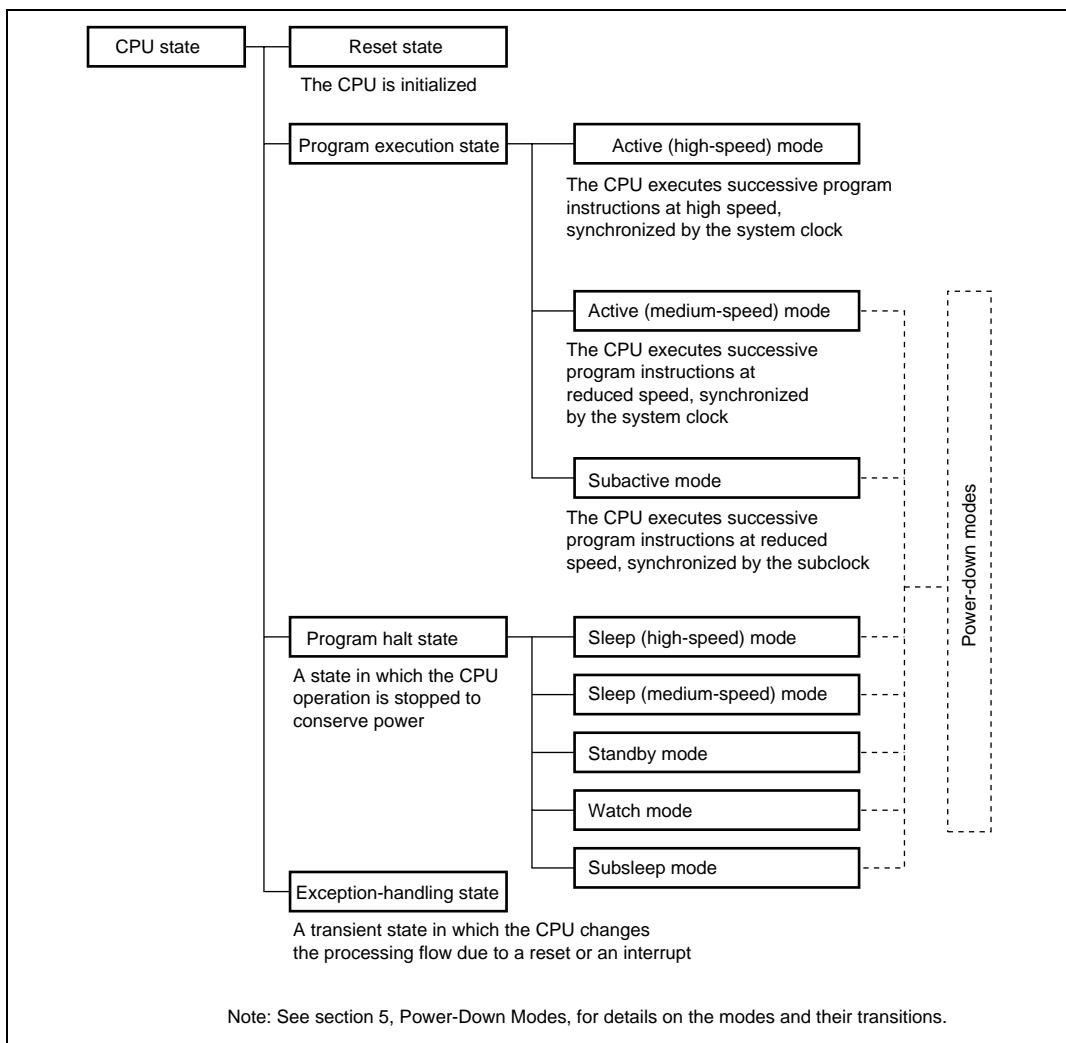 CPU state
Reset state
The CPU is initialized
Program execution state
Active (high-speed) mode
The CPU executes successive program
instructions at high speed,
synchronized by the system clock
Active (medium-speed) mode
The CPU executes successive
program instructions at
reduced speed, synchronized
by the system clock
Subactive mode
The CPU executes successive
program instructions at reduced
speed, synchronized by the subclock
Power-down modes
Program halt state
A state in which the CPU
operation is stopped to
conserve power
Sleep (high-speed) mode
Sleep (medium-speed) mode
Standby mode
Watch mode
Subsleep mode
Exception-handling state
A transient state in which the CPU changes
the processing flow due to a reset or an interrupt
Note: See section 5, Power-Down Modes, for details on the modes and their transitions.